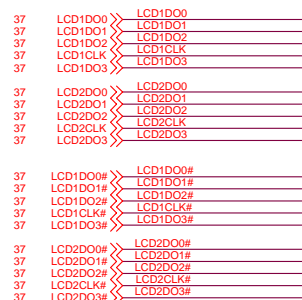 37 LCD1DO0 LCD1DO0
37 LCD1DO1 LCD1DO1
37 LCD1DO2 LCD1DO2
37 LCD1CLK LCD1CLK
37 LCD1DO3 LCD1DO3
37 LCD2DO0 LCD2DO0
37 LCD2DO1 LCD2DO1
37 LCD2DO2 LCD2DO2
37 LCD2CLK LCD2CLK
37 LCD2DO3 LCD2DO3
37 LCD1DO0# LCD1DO0#
37 LCD1DO1# LCD1DO1#
37 LCD1DO2# LCD1DO2#
37 LCD1CLK# LCD1CLK#
37 LCD1DO3# LCD1DO3#
37 LCD2DO0# LCD2DO0#
37 LCD2DO1# LCD2DO1#
37 LCD2DO2# LCD2DO2#
37 LCD2CLK# LCD2CLK#
37 LCD2DO3# LCD2DO3#